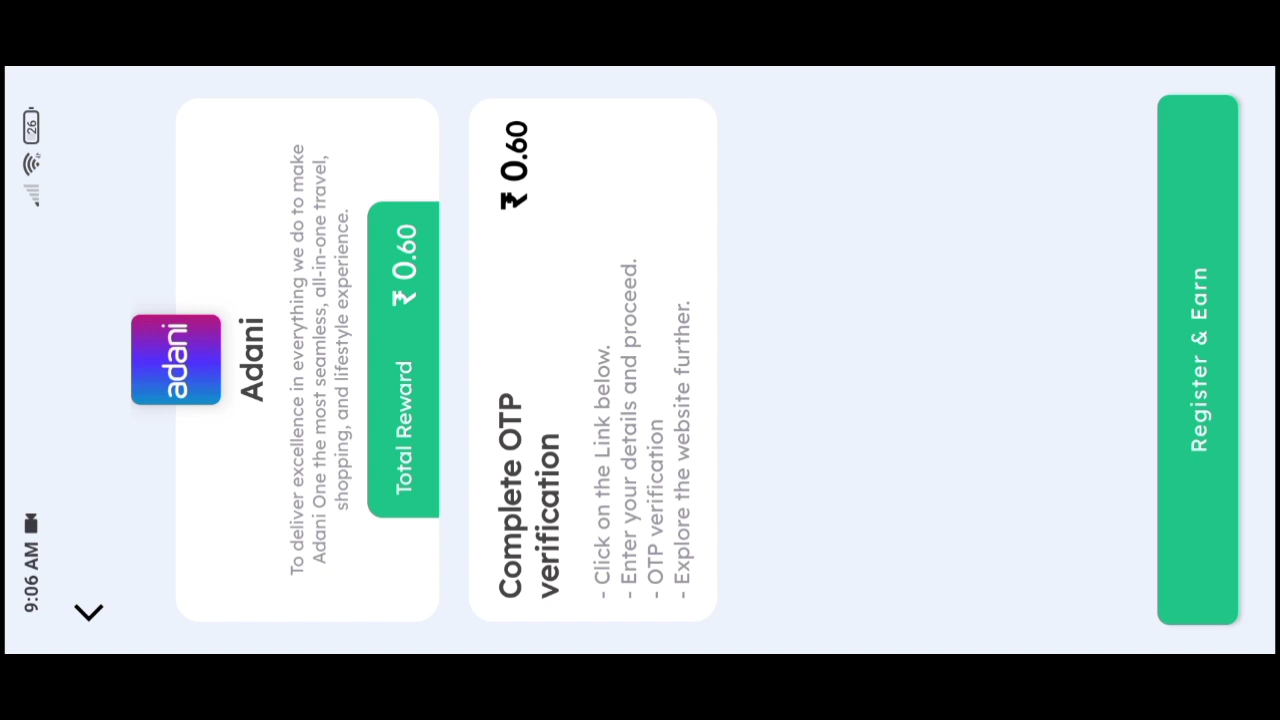 9:06 AM
26
adani
Adani
To deliver excellence in everything we do to make
Adani One the most seamless, all-in-one travel,
shopping, and lifestyle experience.
Total Reward ₹ 0.60
Complete OTP ₹ 0.60
verification
- Click on the Link below.
- Enter your details and proceed.
- OTP verification
- Explore the website further.
Register & Earn